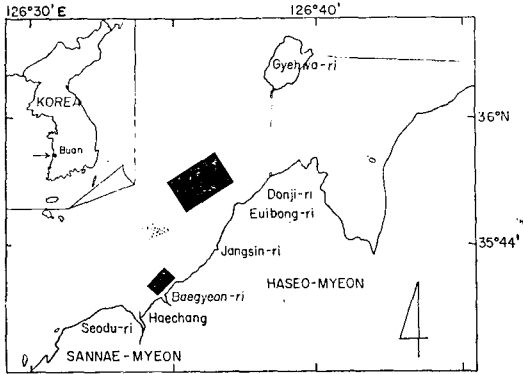 126°30' E
126°40'
KOREA
Buan
Gyehwa-ri
36°N
Donji-ri
Euibong-ri
35°44'
Jangsin-ri
HASEO-MYEON
Baegyeon-ri
Haechang
Seodu-ri
SANNAE-MYEON